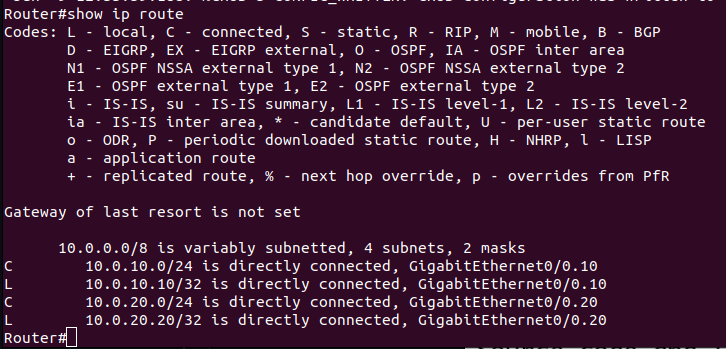 Router#show ip route
Codes: L - local, C - connected, S - static, R - RIP, M - mobile, B - BGP
       D - EIGRP, EX - EIGRP external, O - OSPF, IA - OSPF inter area
       N1 - OSPF NSSA external type 1, N2 - OSPF NSSA external type 2
       E1 - OSPF external type 1, E2 - OSPF external type 2
       i - IS-IS, su - IS-IS summary, L1 - IS-IS level-1, L2 - IS-IS level-2
       ia - IS-IS inter area, * - candidate default, U - per-user static route
       o - ODR, P - periodic downloaded static route, H - NHRP, l - LISP
       a - application route
       + - replicated route, % - next hop override, p - overrides from PfR
Gateway of last resort is not set
      10.0.0.0/8 is variably subnetted, 4 subnets, 2 masks
C        10.0.10.0/24 is directly connected, GigabitEthernet0/0.10
L        10.0.10.10/32 is directly connected, GigabitEthernet0/0.10
C        10.0.20.0/24 is directly connected, GigabitEthernet0/0.20
L        10.0.20.20/32 is directly connected, GigabitEthernet0/0.20
Router#